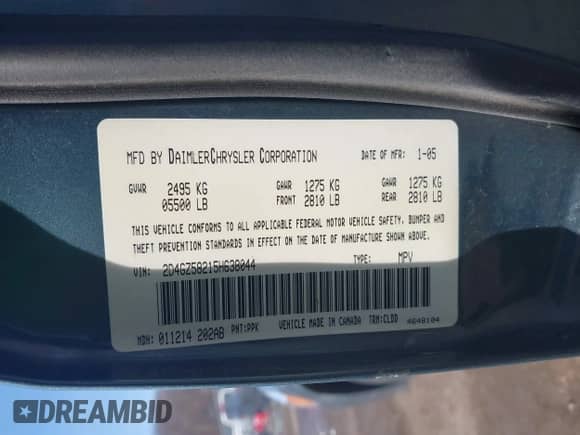 MFD BY DAIMLERCHRYSLER CORPORATION DATE OF MFR: 1-05
GVWR 2495 KG GAWR 1275 KG GAWR 1275 KG
05500 LB FRONT 2810 LB REAR 2810 LB
THIS VEHICLE CONFORMS TO ALL APPLICABLE FEDERAL MOTOR VEHICLE SAFETY, BUMPER AND
THEFT PREVENTION STANDARDS IN EFFECT ON THE DATE OF MANUFACTURE SHOWN ABOVE.
VIN: 2D4GZ58215H638044 TYPE: MPV
MDH: 011214 202AB PNT:PPK VEHICLE MADE IN CANADA TRM:CLDD 4648104
DREAMBID